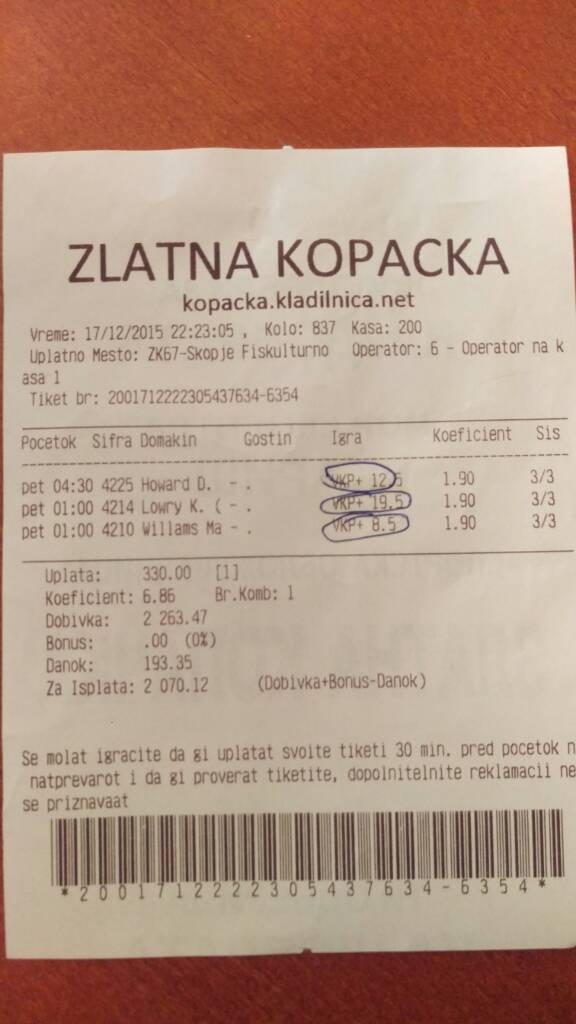 ZLATNA KOPACKA
kopacka.kladilnica.net
Vreme: 17/12/2015 22:23:05 , Kolo: 837 Kasa: 200
Uplatno Mesto: ZK67-Skopje Fiskulturno Operator: 6 - Operator na k
asa 1
Tiket br: 2001712222305437634-6354
Pocetok Sifra Domakin Gostin Igra Koeficient Sis
pet 04:30 4225 Howard D. - . VKP+ 12.5 1.90 3/3
pet 01:00 4214 Lowry K. ( - . VKP+ 19.5 1.90 3/3
pet 01:00 4210 Willams Ma - . VKP+ 8.5 1.90 3/3
Uplata: 330.00 [1]
Koeficient: 6.86 Br.Komb: 1
Dobivka: 2 263.47
Bonus: .00 (0%)
Danok: 193.35
Za Isplata: 2 070.12 (Dobivka+Bonus-Danok)
Se molat igracite da gi uplatat svoite tiketi 30 min. pred pocetok n
natprevarot i da gi proverat tiketite, dopolnitelnite reklamacii ne
se priznavaat
*2001712222305437634-6354*